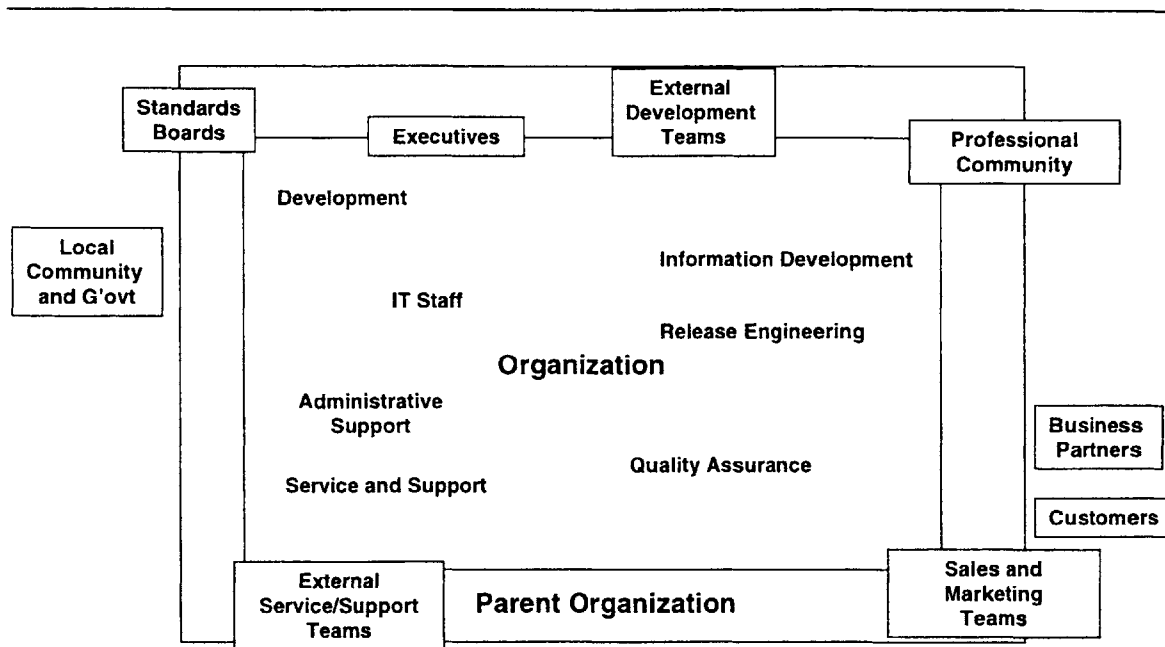 Standards
Boards
Executives
External
Development
Teams
Professional
Community
Development
Local
Community
and G'ovt
Information Development
IT Staff
Release Engineering
Organization
Administrative
Support
Business
Partners
Quality Assurance
Service and Support
Customers
External
Service/Support
Teams
Parent Organization
Sales and
Marketing
Teams